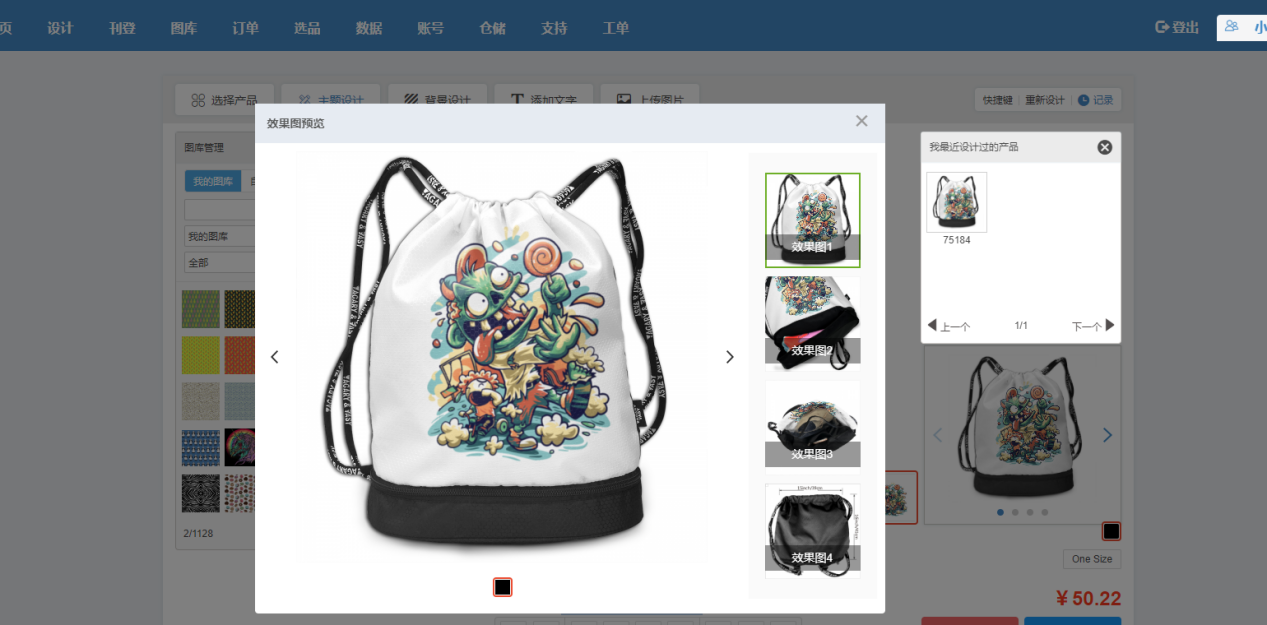 页 设计 刊登 图库 订单 选品 数据 账号 仓储 支持 工单 登出 小
选择产品 主题设计 背景设计 添加文字 上传图片 快捷键 重新设计 记录
效果图预览
图库管理
我的图库
我的图库
全部
2/1128
效果图1
效果图2
效果图3
效果图4
我最近设计过的产品
75184
上一个 1/1 下一个
One Size
¥ 50.22